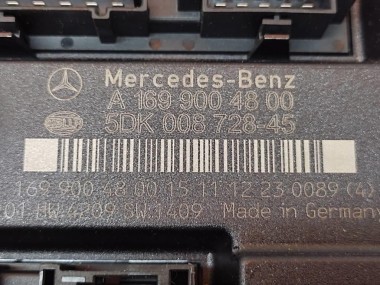 Mercedes-Benz
A 169 900 48 00
HELLA
5DK 008 728-45
169 900 48 00 15 11 12 23 0089 (4)
01 HW:4209 SW:1409 Made in Germany